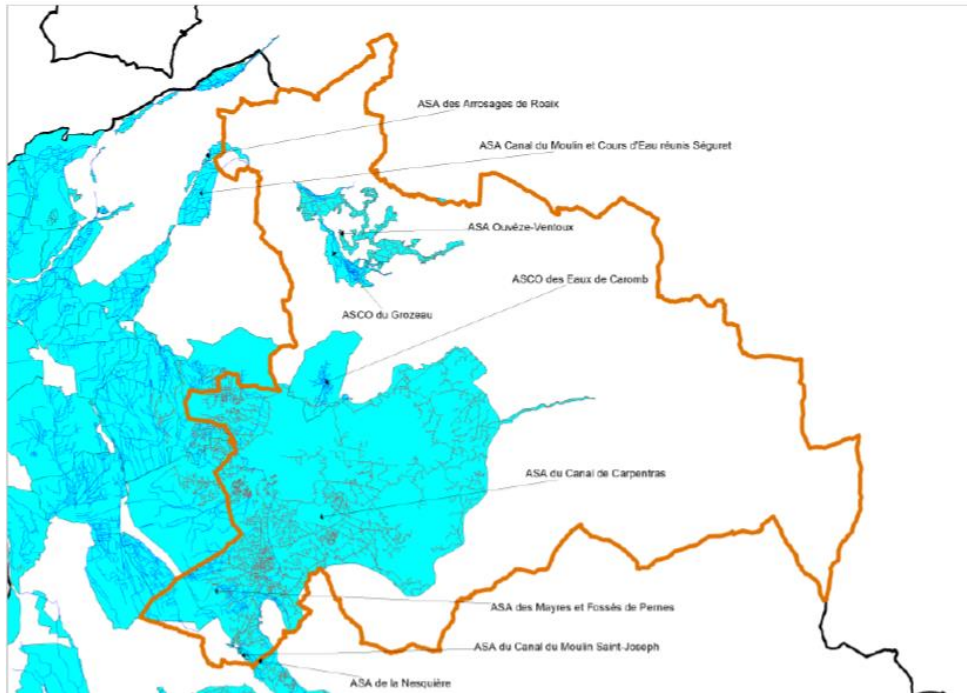 ASA des Arrosages de Roaix
ASA Canal du Moulin et Cours d'Eau réunis Séguret
ASA Ouvèze-Ventoux
ASCO des Eaux de Caromb
ASCO du Grozeau
ASA du Canal de Carpentras
ASA des Mayres et Fossés de Pernes
ASA du Canal du Moulin Saint-Joseph
ASA de la Nesquière